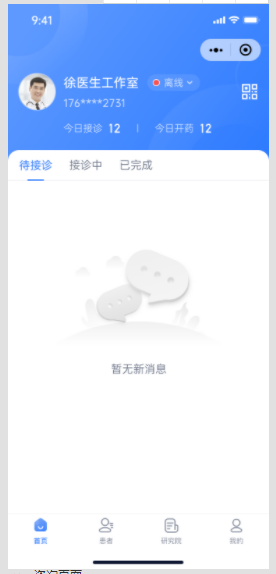 9:41
徐医生工作室 离线
176****2731
今日接诊 12 | 今日开药 12
待接诊 接诊中 已完成
暂无新消息
首页 患者 研究院 我的